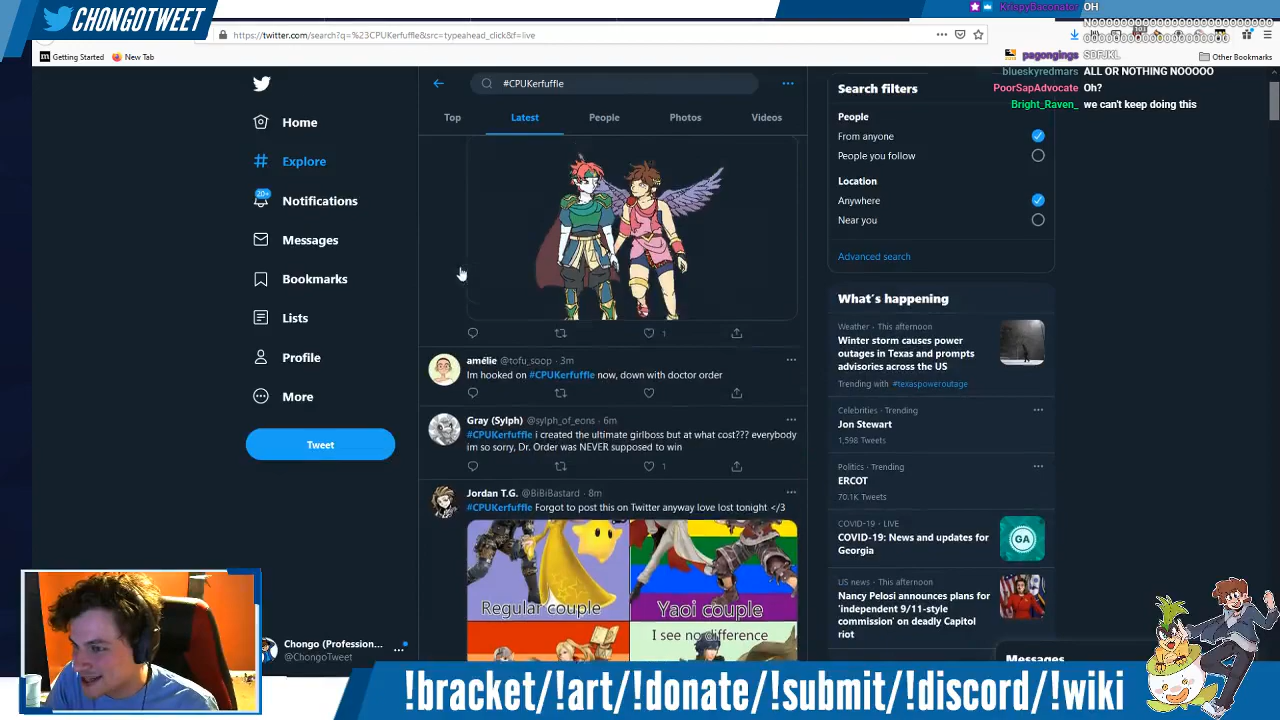 CHONGOTWEET
https://twitter.com/search?q=%23CPUKerfuffle&src=typeahead_click&f=live
Getting Started
New Tab
Other Bookmarks
KrispyBaconator OH
pagongings SDFJKL
blueskyredmars ALL OR NOTHING NOOOOO
PoorSapAdvocate Oh?
Bright_Raven_ we can't keep doing this
Home
Explore
20+
Notifications
Messages
Bookmarks
Lists
Profile
More
Tweet
Chongo (Profession...
@ChongoTweet
#CPUKerfuffle
Top
Latest
People
Photos
Videos
1
amélie @tofu_soop · 3m
Im hooked on #CPUKerfuffle now, down with doctor order
Gray (Sylph) @sylph_of_eons · 6m
#CPUKerfuffle i created the ultimate girlboss but at what cost??? everybody
im so sorry, Dr. Order was NEVER supposed to win
1
Jordan T.G. @BiBiBastard · 8m
#CPUKerfuffle Forgot to post this on Twitter anyway love lost tonight </3
Regular couple
Yaoi couple
I see no difference
Search filters
People
From anyone
People you follow
Location
Anywhere
Near you
Advanced search
What's happening
Weather · This afternoon
Winter storm causes power
outages in Texas and prompts
advisories across the US
Trending with #texaspoweroutage
Celebrities · Trending
Jon Stewart
1,598 Tweets
Politics · Trending
ERCOT
70.1K Tweets
COVID-19 · LIVE
COVID-19: News and updates for
Georgia
GA
US news · This afternoon
Nancy Pelosi announces plans for
'independent 9/11-style
commission' on deadly Capitol
riot
Messages
!bracket/!art/!donate/!submit/!discord/!wiki